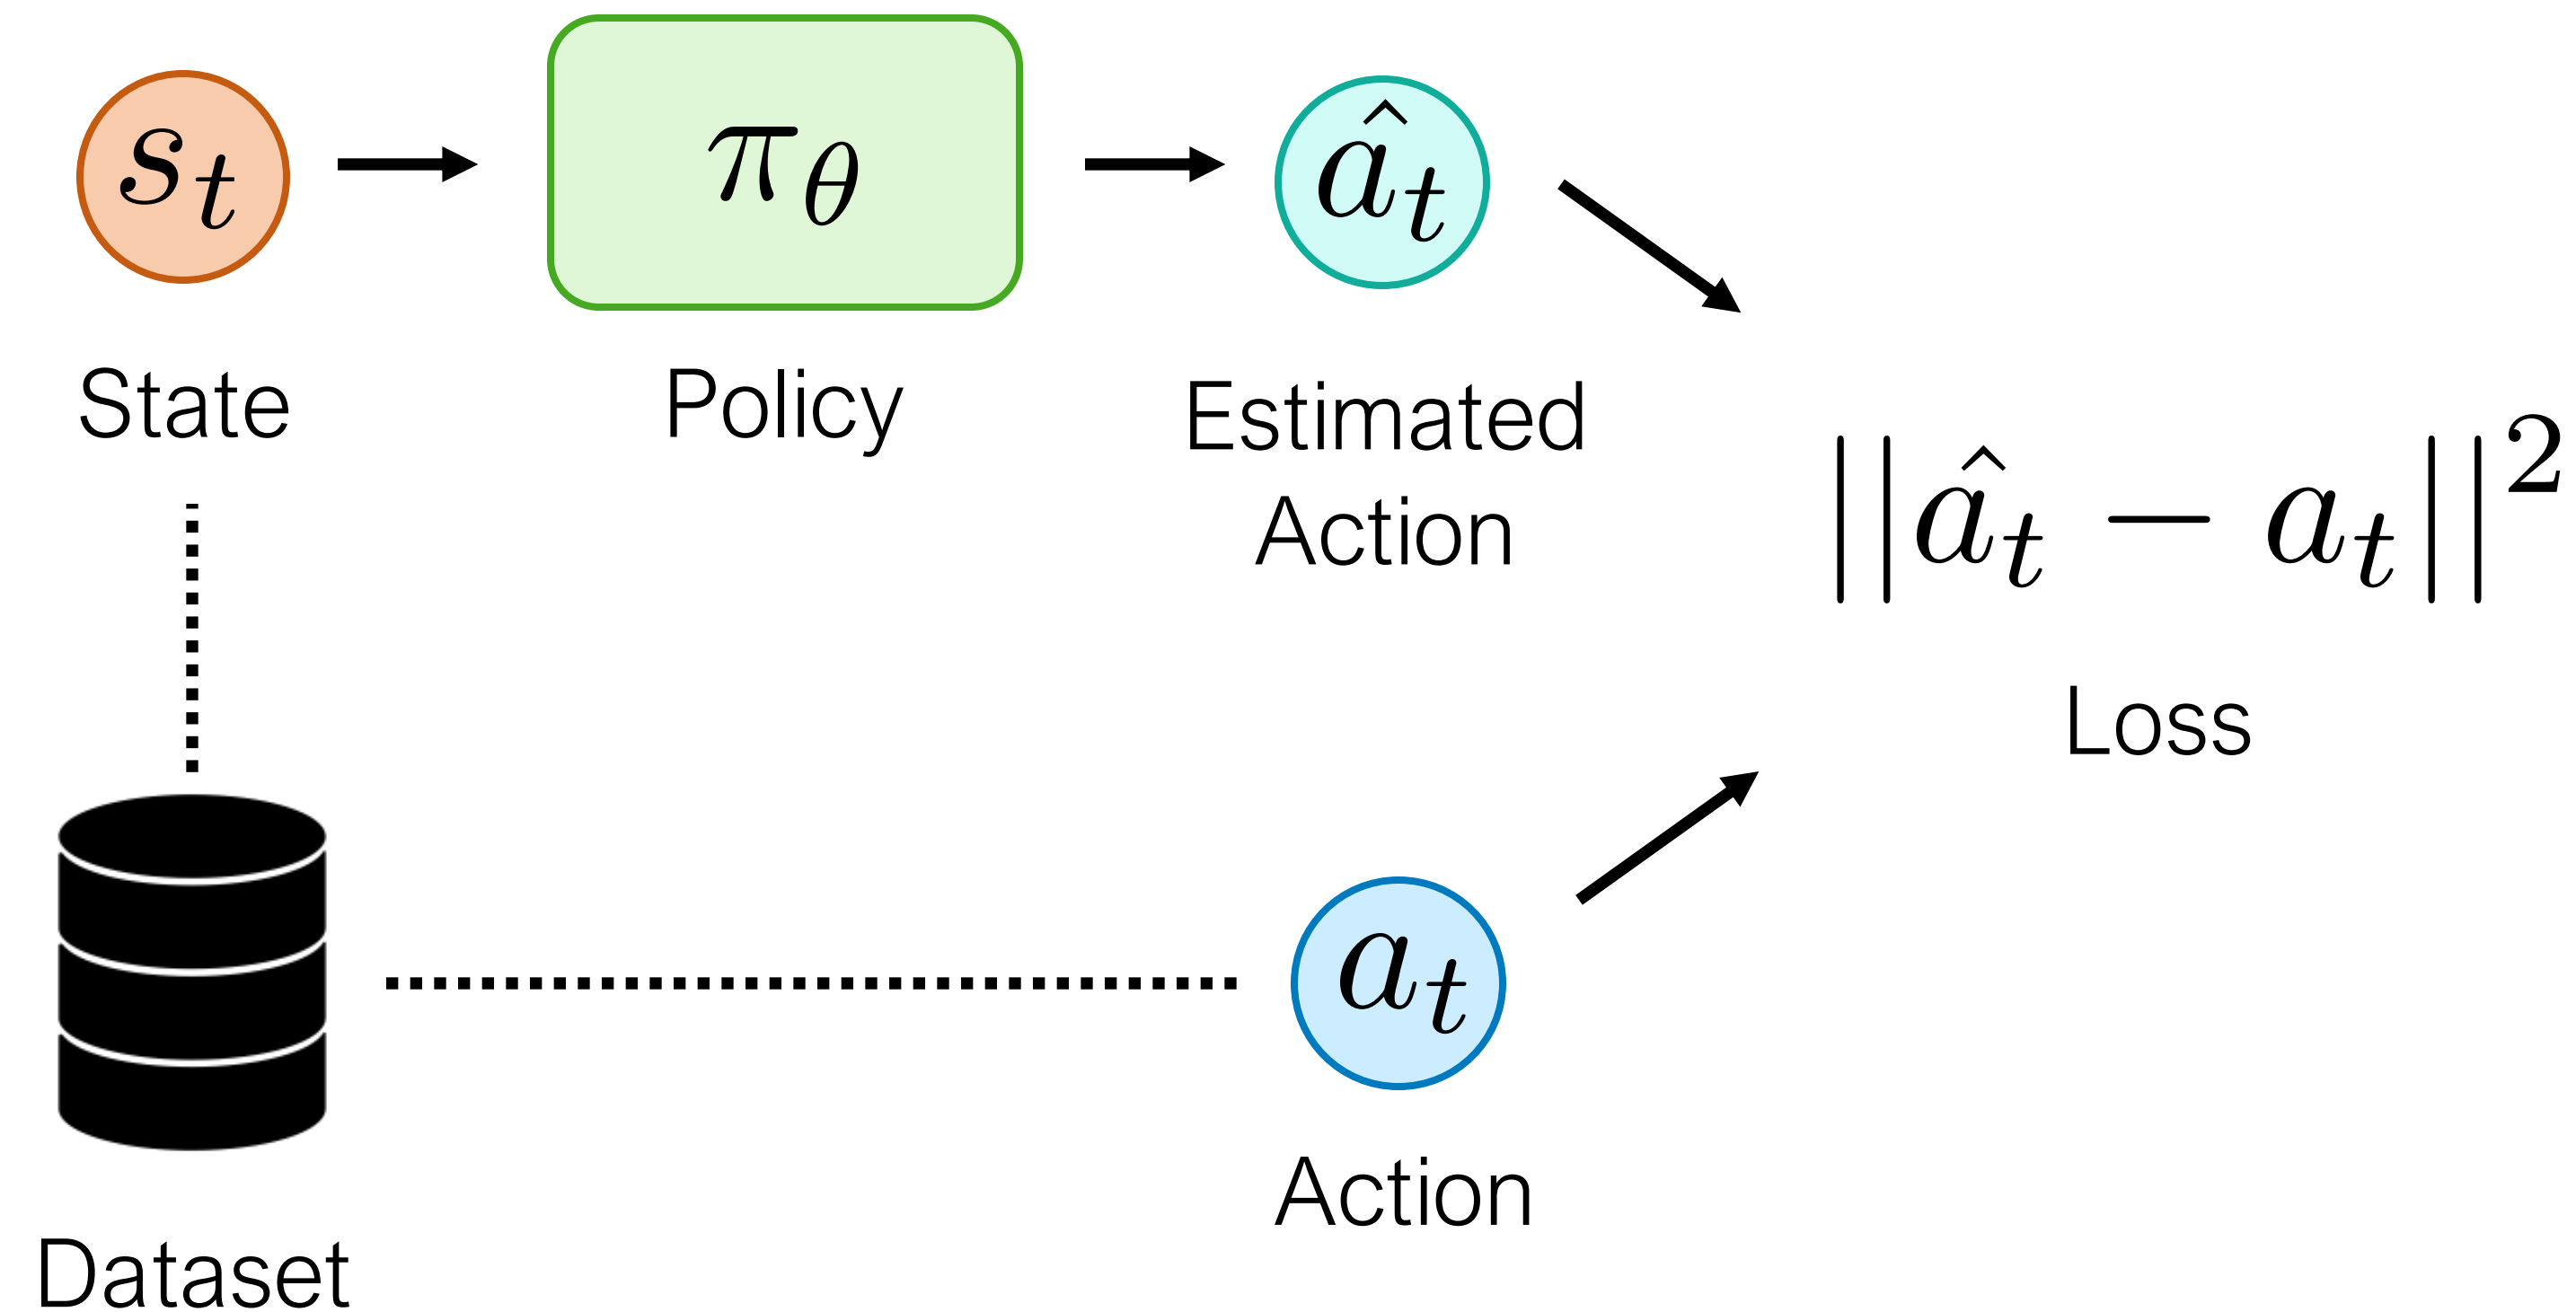 s_t
π_θ
â_t
State
Policy
Estimated
Action
||â_t − a_t||²
Loss
a_t
Action
Dataset